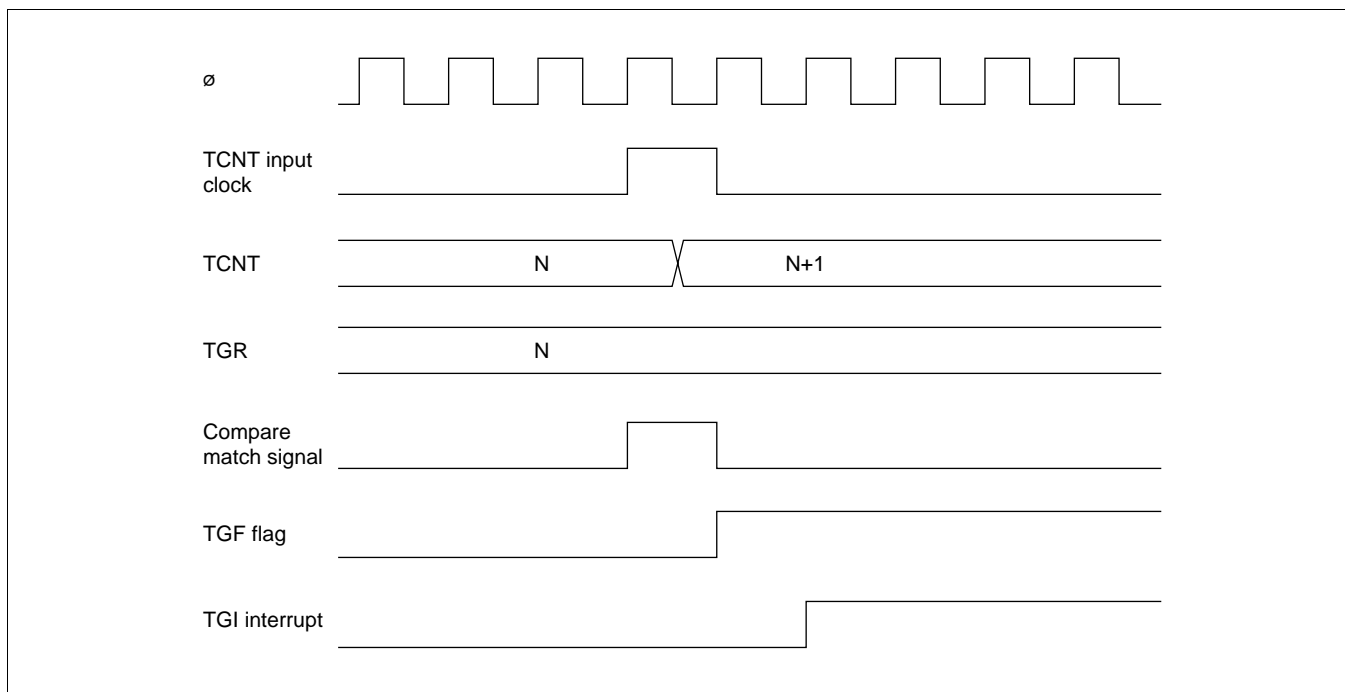 ø
TCNT input
clock
TCNT
N
N+1
TGR
N
Compare
match signal
TGF flag
TGI interrupt